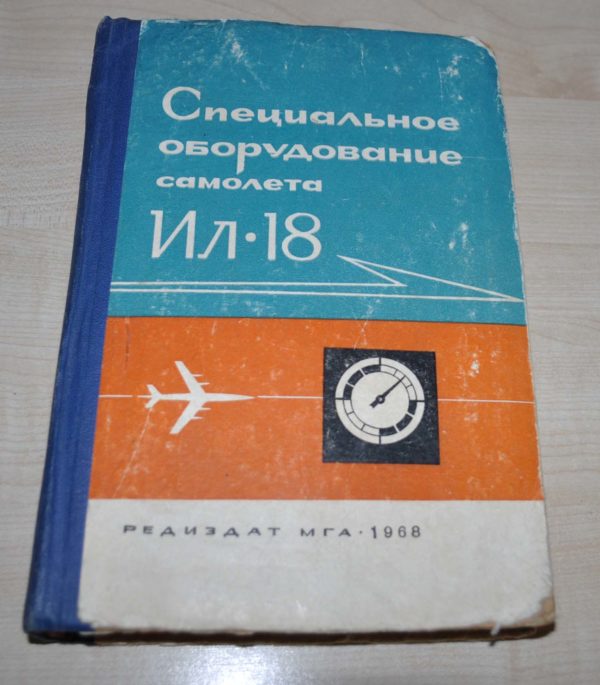 Специальное
оборудование
самолета
Ил•18
РЕДИЗДАТ МГА • 1968